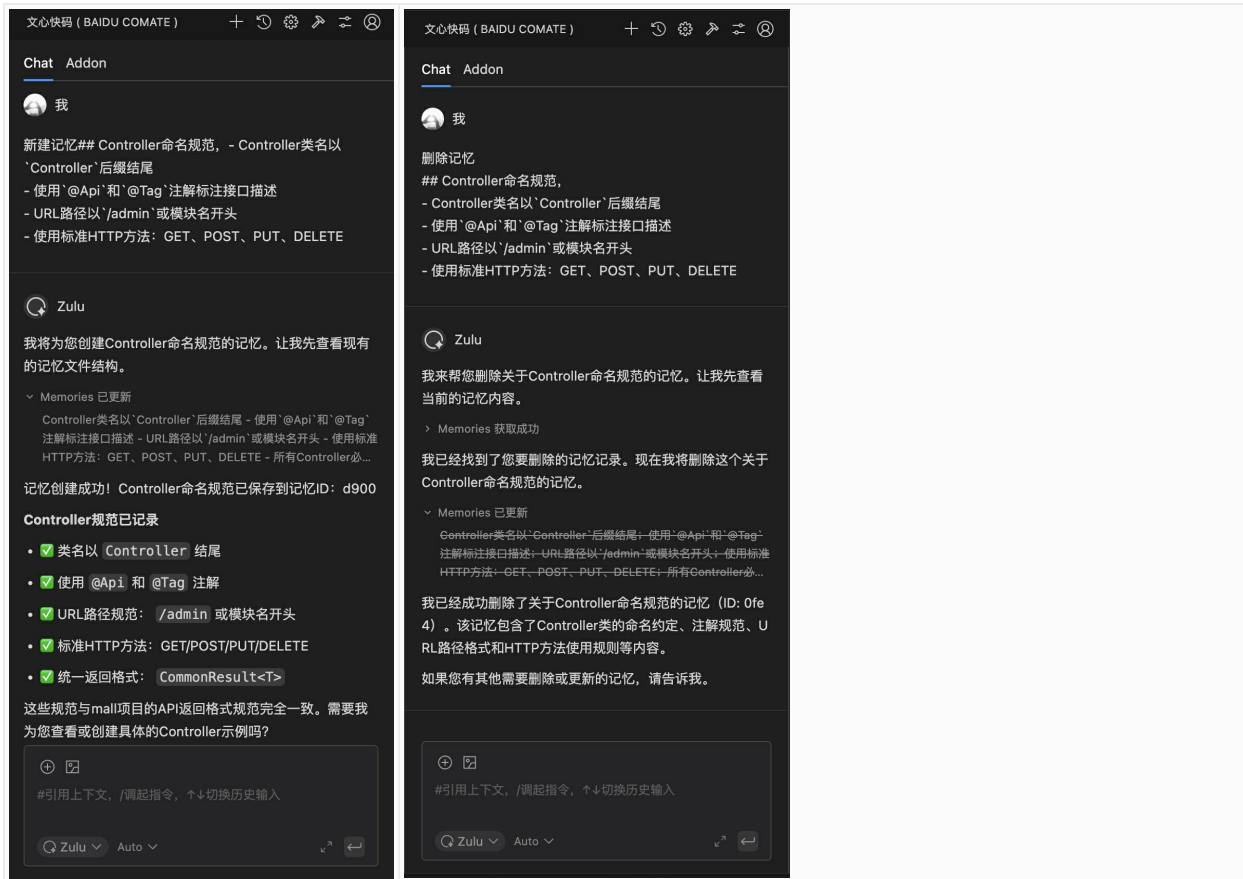 文心快码 ( BAIDU COMATE )
Chat Addon
我
新建记忆## Controller命名规范，- Controller类名以
`Controller`后缀结尾
- 使用`@Api`和`@Tag`注解标注接口描述
- URL路径以`/admin`或模块名开头
- 使用标准HTTP方法：GET、POST、PUT、DELETE
Zulu
我将为您创建Controller命名规范的记忆。让我先查看现有
的记忆文件结构。
Memories 已更新
Controller类名以`Controller`后缀结尾 - 使用`@Api`和`@Tag`
注解标注接口描述 - URL路径以`/admin`或模块名开头 - 使用标准
HTTP方法：GET、POST、PUT、DELETE - 所有Controller必...
记忆创建成功！Controller命名规范已保存到记忆ID：d900
Controller规范已记录
• ✅ 类名以 Controller 结尾
• ✅ 使用 @Api 和 @Tag 注解
• ✅ URL路径规范： /admin 或模块名开头
• ✅ 标准HTTP方法：GET/POST/PUT/DELETE
• ✅ 统一返回格式： CommonResult<T>
这些规范与mall项目的API返回格式规范完全一致。需要我
为您查看或创建具体的Controller示例吗？
#引用上下文，/调起指令，↑↓切换历史输入
Zulu Auto
文心快码 ( BAIDU COMATE )
Chat Addon
我
删除记忆
## Controller命名规范，
- Controller类名以`Controller`后缀结尾
- 使用`@Api`和`@Tag`注解标注接口描述
- URL路径以`/admin`或模块名开头
- 使用标准HTTP方法：GET、POST、PUT、DELETE
Zulu
我来帮您删除关于Controller命名规范的记忆。让我先查看
当前的记忆内容。
Memories 获取成功
我已经找到了您要删除的记忆记录。现在我将删除这个关于
Controller命名规范的记忆。
Memories 已更新
Controller类名以`Controller`后缀结尾；使用`@Api`和`@Tag`
注解标注接口描述；URL路径以`/admin`或模块名开头；使用标准
HTTP方法：GET、POST、PUT、DELETE；所有Controller必...
我已经成功删除了关于Controller命名规范的记忆（ID: 0fe
4）。该记忆包含了Controller类的命名约定、注解规范、U
RL路径格式和HTTP方法使用规则等内容。
如果您有其他需要删除或更新的记忆，请告诉我。
#引用上下文，/调起指令，↑↓切换历史输入
Zulu Auto